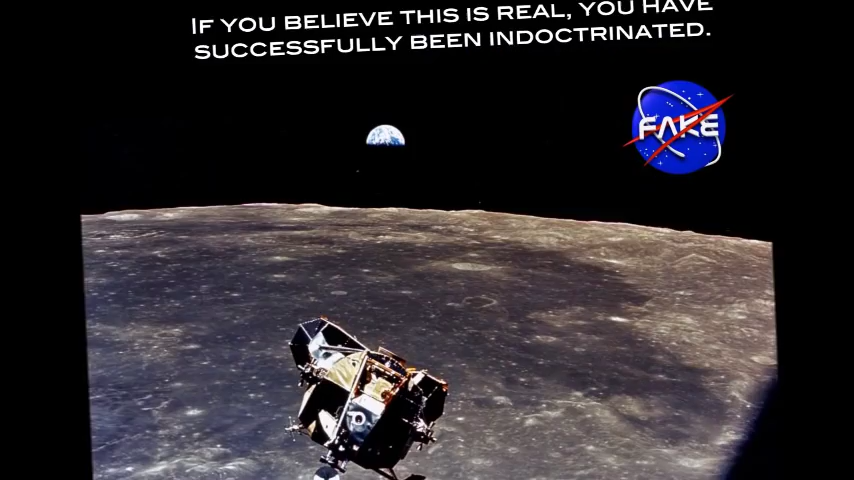 If you believe this is real, you have
successfully been indoctrinated.
FAKE